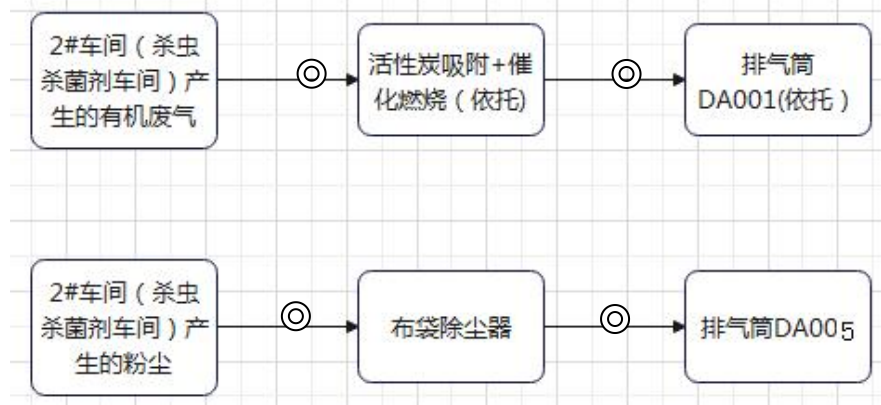 2#车间（杀虫
杀菌剂车间）产
生的有机废气
活性炭吸附+催
化燃烧（依托)
排气筒
DA001(依托）
2#车间（杀虫
杀菌剂车间）产
生的粉尘
布袋除尘器
排气筒DA005